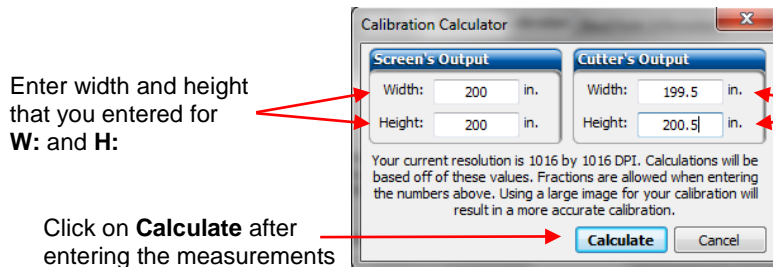 Calibration Calculator
Screen's Output
Cutter's Output
Enter width and height
that you entered for
W: and H:
Width: 200 in.
Height: 200 in.
Width: 199.5 in.
Height: 200.5 in.
Your current resolution is 1016 by 1016 DPI. Calculations will be
based off of these values. Fractions are allowed when entering
the numbers above. Using a large image for your calibration will
result in a more accurate calibration.
Click on Calculate after
entering the measurements
Calculate
Cancel